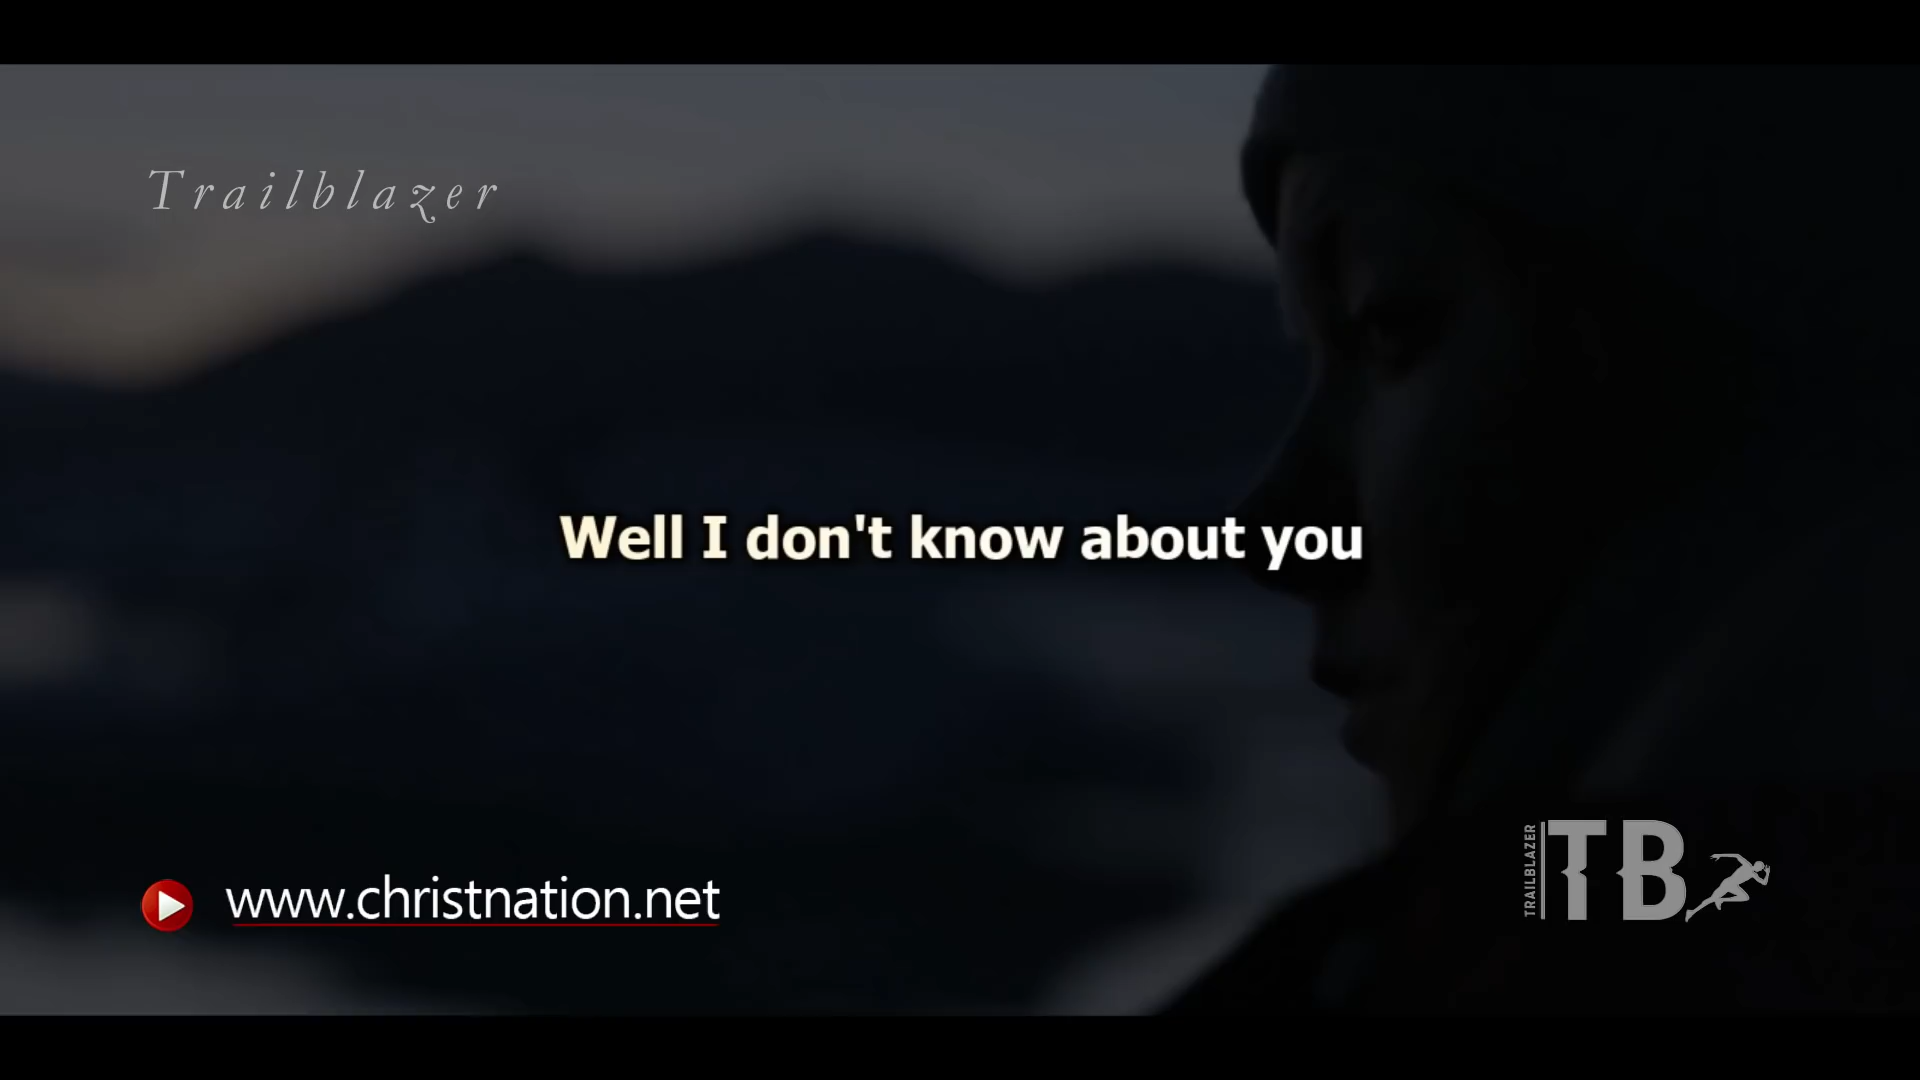 Trailblazer
Well I don't know about you
www.christnation.net
TRAILBLAZER
TB